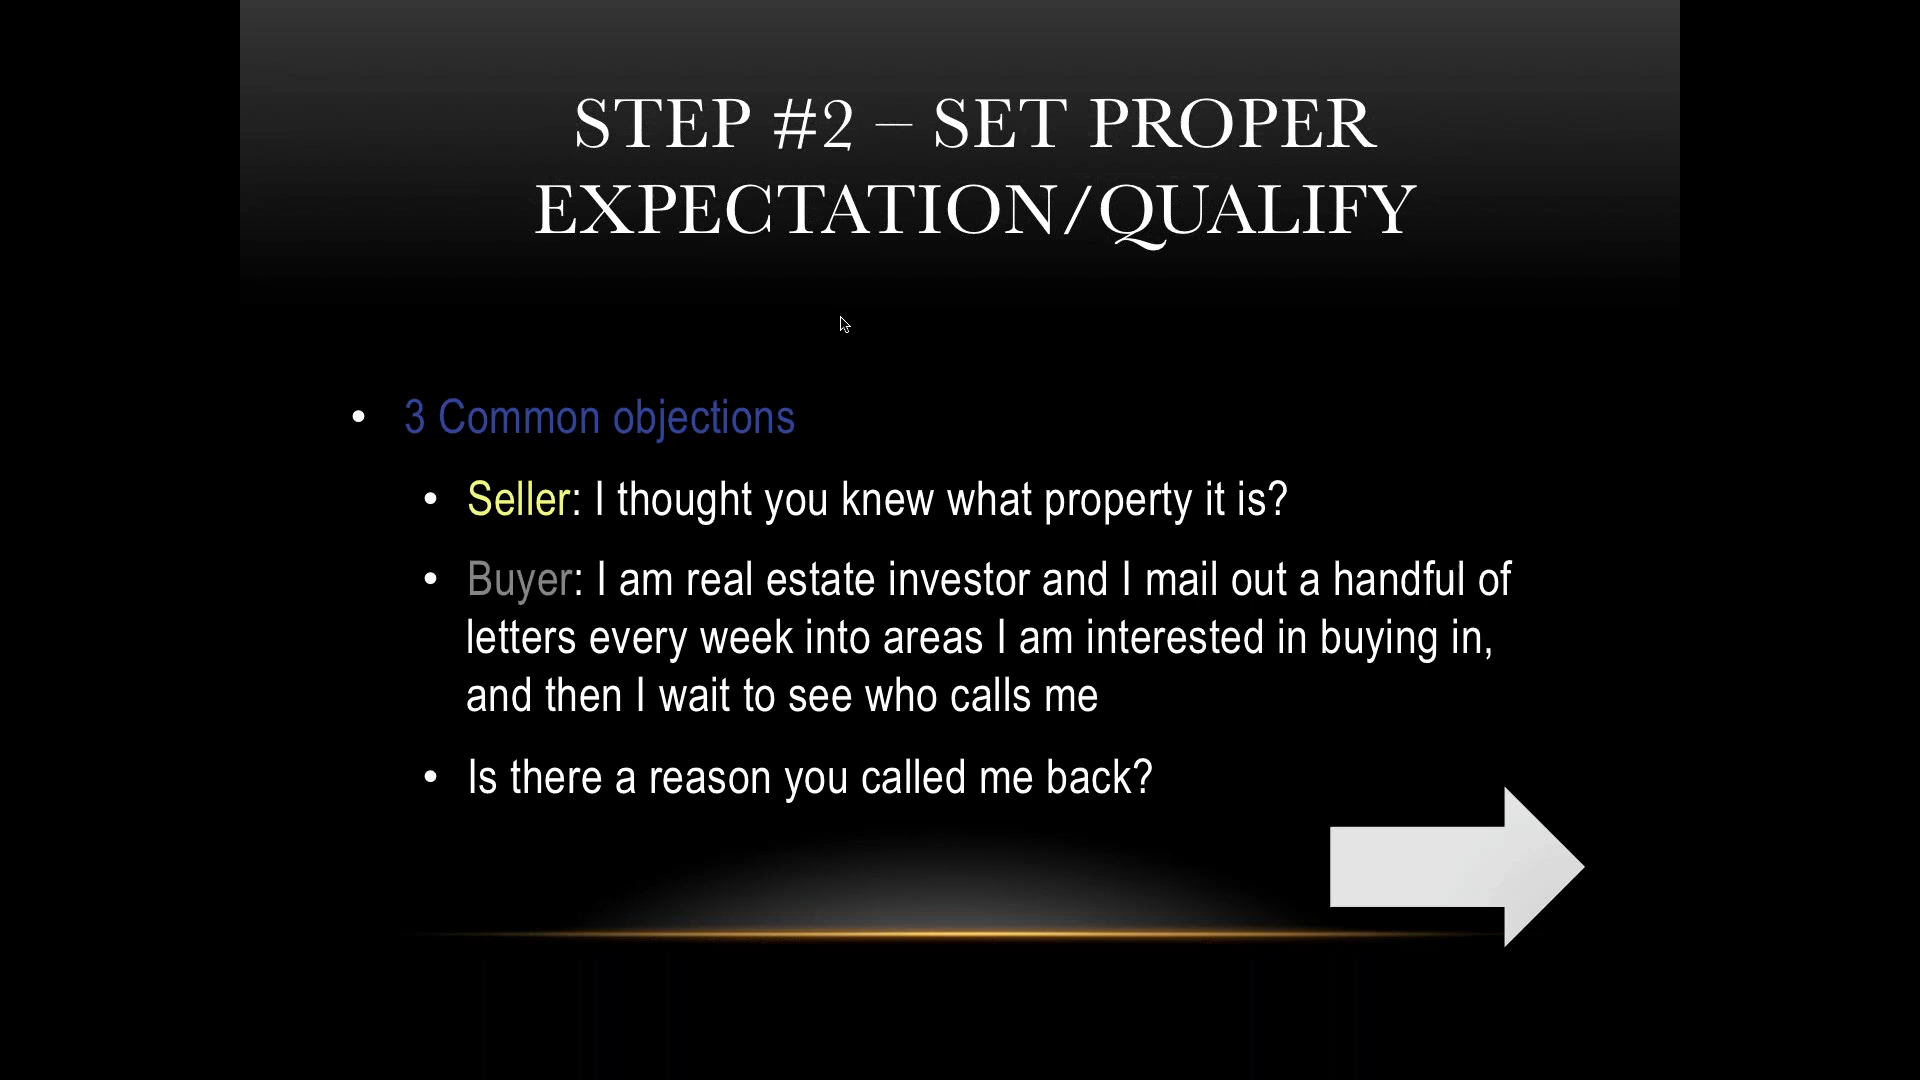 STEP #2 – SET PROPER
EXPECTATION/QUALIFY
• 3 Common objections
• Seller: I thought you knew what property it is?
• Buyer: I am real estate investor and I mail out a handful of
letters every week into areas I am interested in buying in,
and then I wait to see who calls me
• Is there a reason you called me back?